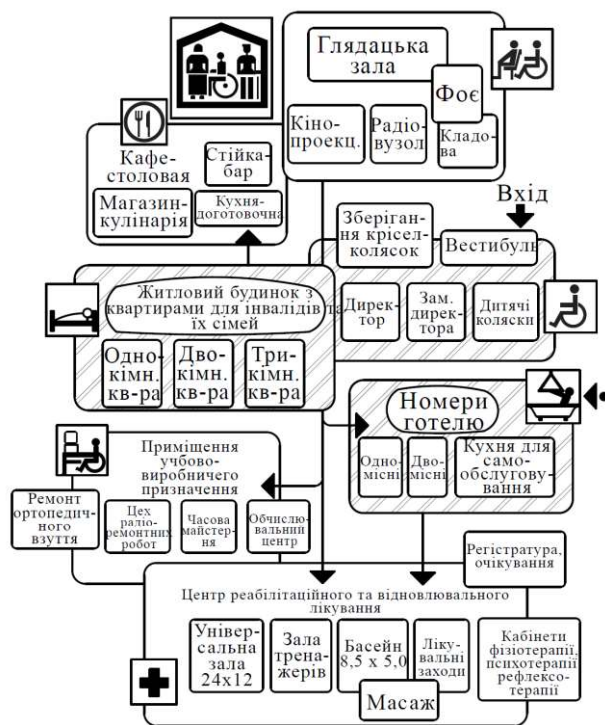 Глядацька
зала
Фоє
Кіно-
проекц.
Радіо-
вузол
Кладо-
ва
Кафе-
столовая
Стійка-
бар
Магазин-
кулінарія
Кухня-
доготовочна
Вхід
Зберіган-
ня крісел-
колясок
Вестибуль
Житловий будинок з
квартирами для інвалідів та
їх сімей
Дирек-
тор
Зам.
дирек-
тора
Дитячі
коляски
Одно-
кімн.
кв-ра
Дво-
кімн.
кв-ра
Три-
кімн.
кв-ра
Номери
готелю
Одно-
місні
Дво-
місні
Кухня для
само-
обслугову-
вання
Приміщення
учбово-
виробничего
призначення
Ремонт
ортопедич-
ного
взуття
Цех
радіо-
ремонтних
робот
Часова
майстер-
ня
Обчислю-
вальний
центр
Регістратура,
очікування
Центр реабілітаційного та відновлювального
лікування
Універ-
сальна
зала
24х12
Зала
трена-
жерів
Басейн
8,5 х 5,0
Ліку-
вальні
заходи
Масаж
Кабінети
фізіотерапії,
психотерапії
рефлексо-
терапії